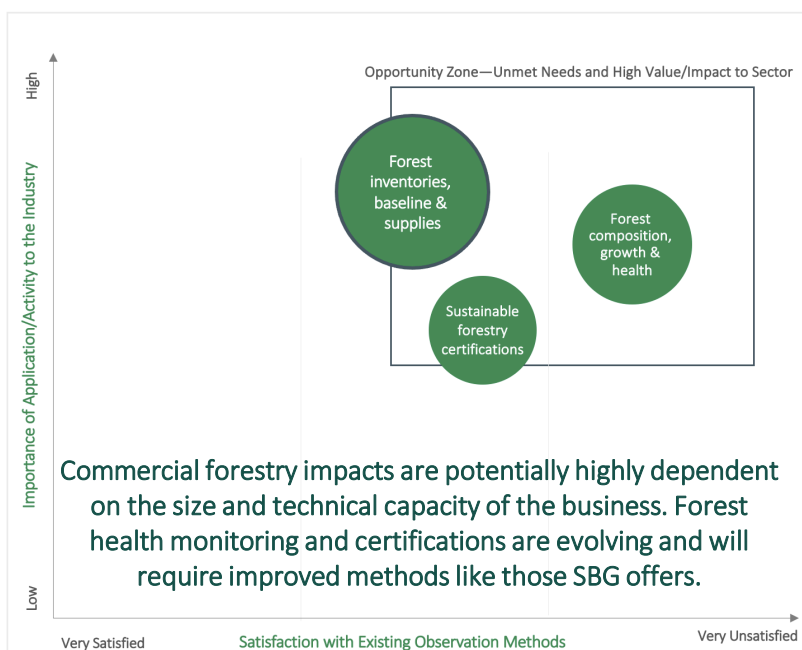 Opportunity Zone—Unmet Needs and High Value/Impact to Sector
High
Importance of Application/Activity to the Industry
Low
Forest
inventories,
baseline &
supplies
Forest
composition,
growth &
health
Sustainable
forestry
certifications
Commercial forestry impacts are potentially highly dependent
on the size and technical capacity of the business. Forest
health monitoring and certifications are evolving and will
require improved methods like those SBG offers.
Very Satisfied
Satisfaction with Existing Observation Methods
Very Unsatisfied